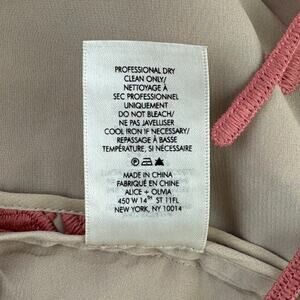 PROFESSIONAL DRY
CLEAN ONLY/
NETTOYAGE À
SEC PROFESSIONNEL
UNIQUEMENT
DO NOT BLEACH/
NE PAS JAVELLISER
COOL IRON IF NECESSARY/
REPASSAGE À BASSE
TEMPÉRATURE, SI NÉCESSAIRE
MADE IN CHINA
FABRIQUÉ EN CHINE
ALICE + OLIVIA
450 W 14TH ST 11FL
NEW YORK, NY 10014